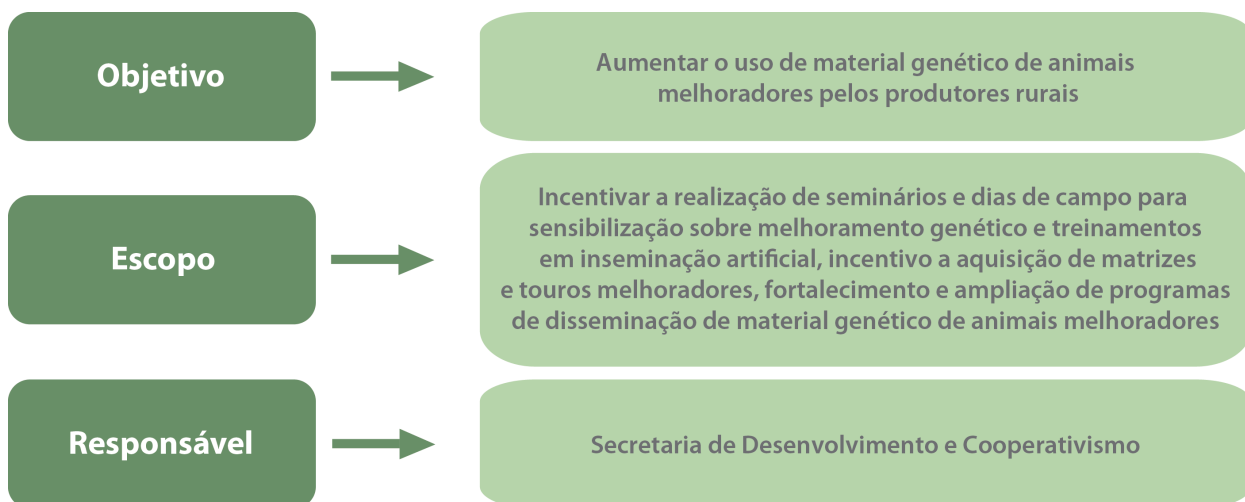 Objetivo
Aumentar o uso de material genético de animais
melhoradores pelos produtores rurais
Escopo
Incentivar a realização de seminários e dias de campo para
sensibilização sobre melhoramento genético e treinamentos
em inseminação artificial, incentivo a aquisição de matrizes
e touros melhoradores, fortalecimento e ampliação de programas
de disseminação de material genético de animais melhoradores
Responsável
Secretaria de Desenvolvimento e Cooperativismo